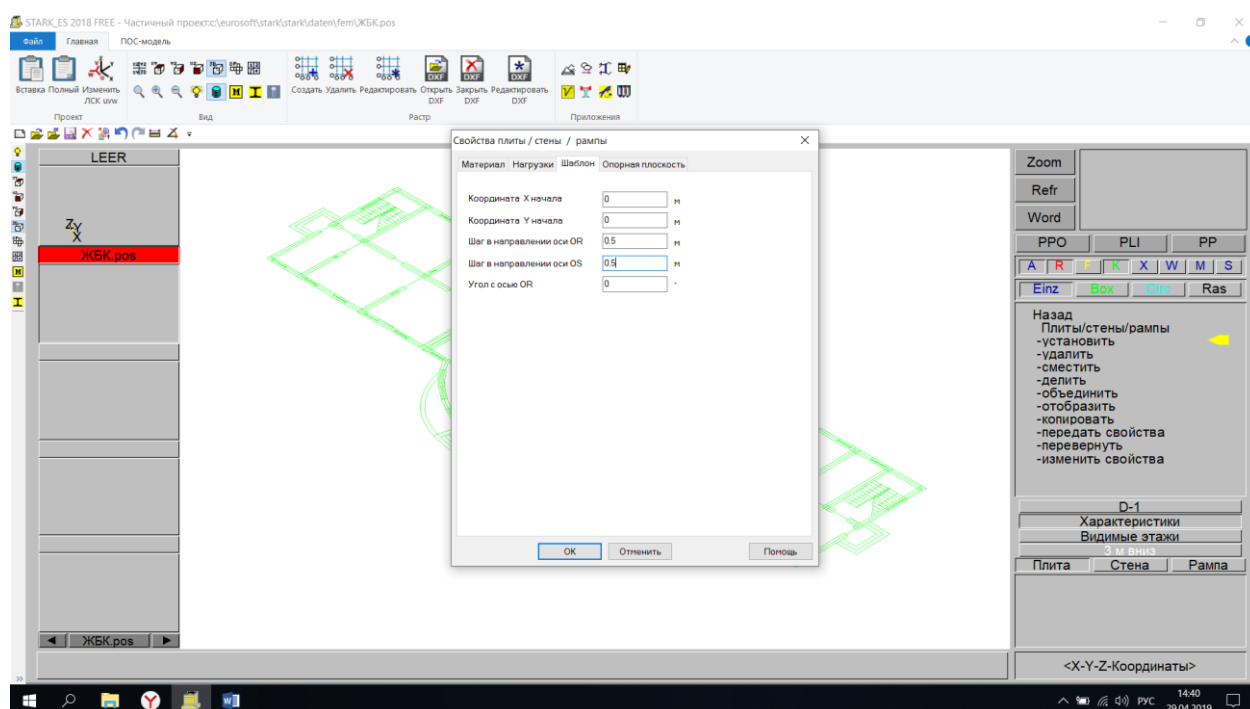 STARK_ES 2018 FREE - Частичный проект:c:\eurosoft\stark\stark\daten\fem\ЖБК.pos
Файл Главная ПОС-модель
Вставка Полный Изменить ЛСК uvw
Создать Удалить Редактировать Открыть DXF Закрыть DXF Редактировать DXF
Проект Вид Растр Приложения
LEER
ZY
X
ЖБК.pos
ЖБК.pos
Свойства плиты / стены / рампы
Материал Нагрузки Шаблон Опорная плоскость
Координата X начала 0 м
Координата Y начала 0 м
Шаг в направлении оси OR 0.5 м
Шаг в направлении оси OS 0.5 м
Угол с осью OR 0 °
OK Отменить Помощь
Zoom
Refr
Word
PPO PLI PP
A R F K X W M S
Einz Box Circ Ras
Назад
Плиты/стены/рампы
-установить
-удалить
-сместить
-делить
-объединить
-отобразить
-копировать
-передать свойства
-перевернуть
-изменить свойства
D-1
Характеристики
Видимые этажи
3 м вниз
Плита Стена Рампа
<X-Y-Z-Координаты>
РУС 14:40
29.04.2019